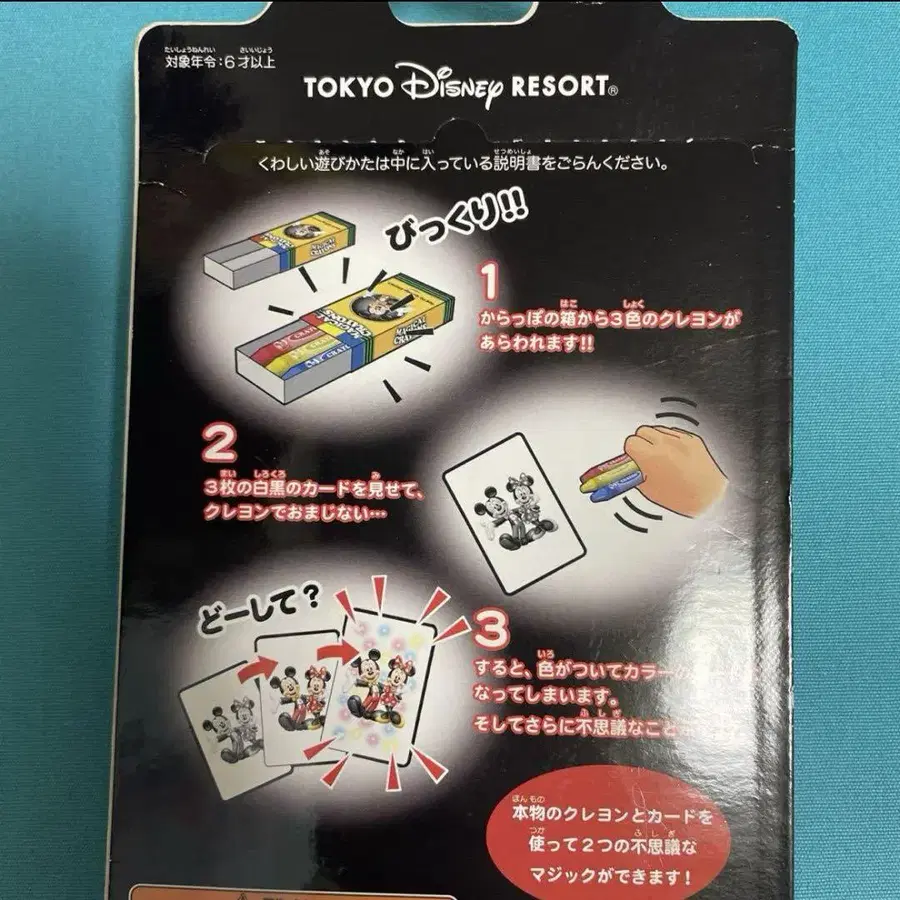 対象年令：6才以上
TOKYO Disney RESORT®
くわしい遊びかたは中に入っている説明書をごらんください。
びっくり!!
MAGICAL
CRAYONS
1
からっぽの箱から3色のクレヨンが
あらわれます!!
2
3枚の白黒のカードを見せて、
クレヨンでおまじない…
どーして？
3
すると、色がついてカラーの
なってしまいます。
そしてさらに不思議なこと
本物のクレヨンとカードを
使って2つの不思議な
マジックができます！